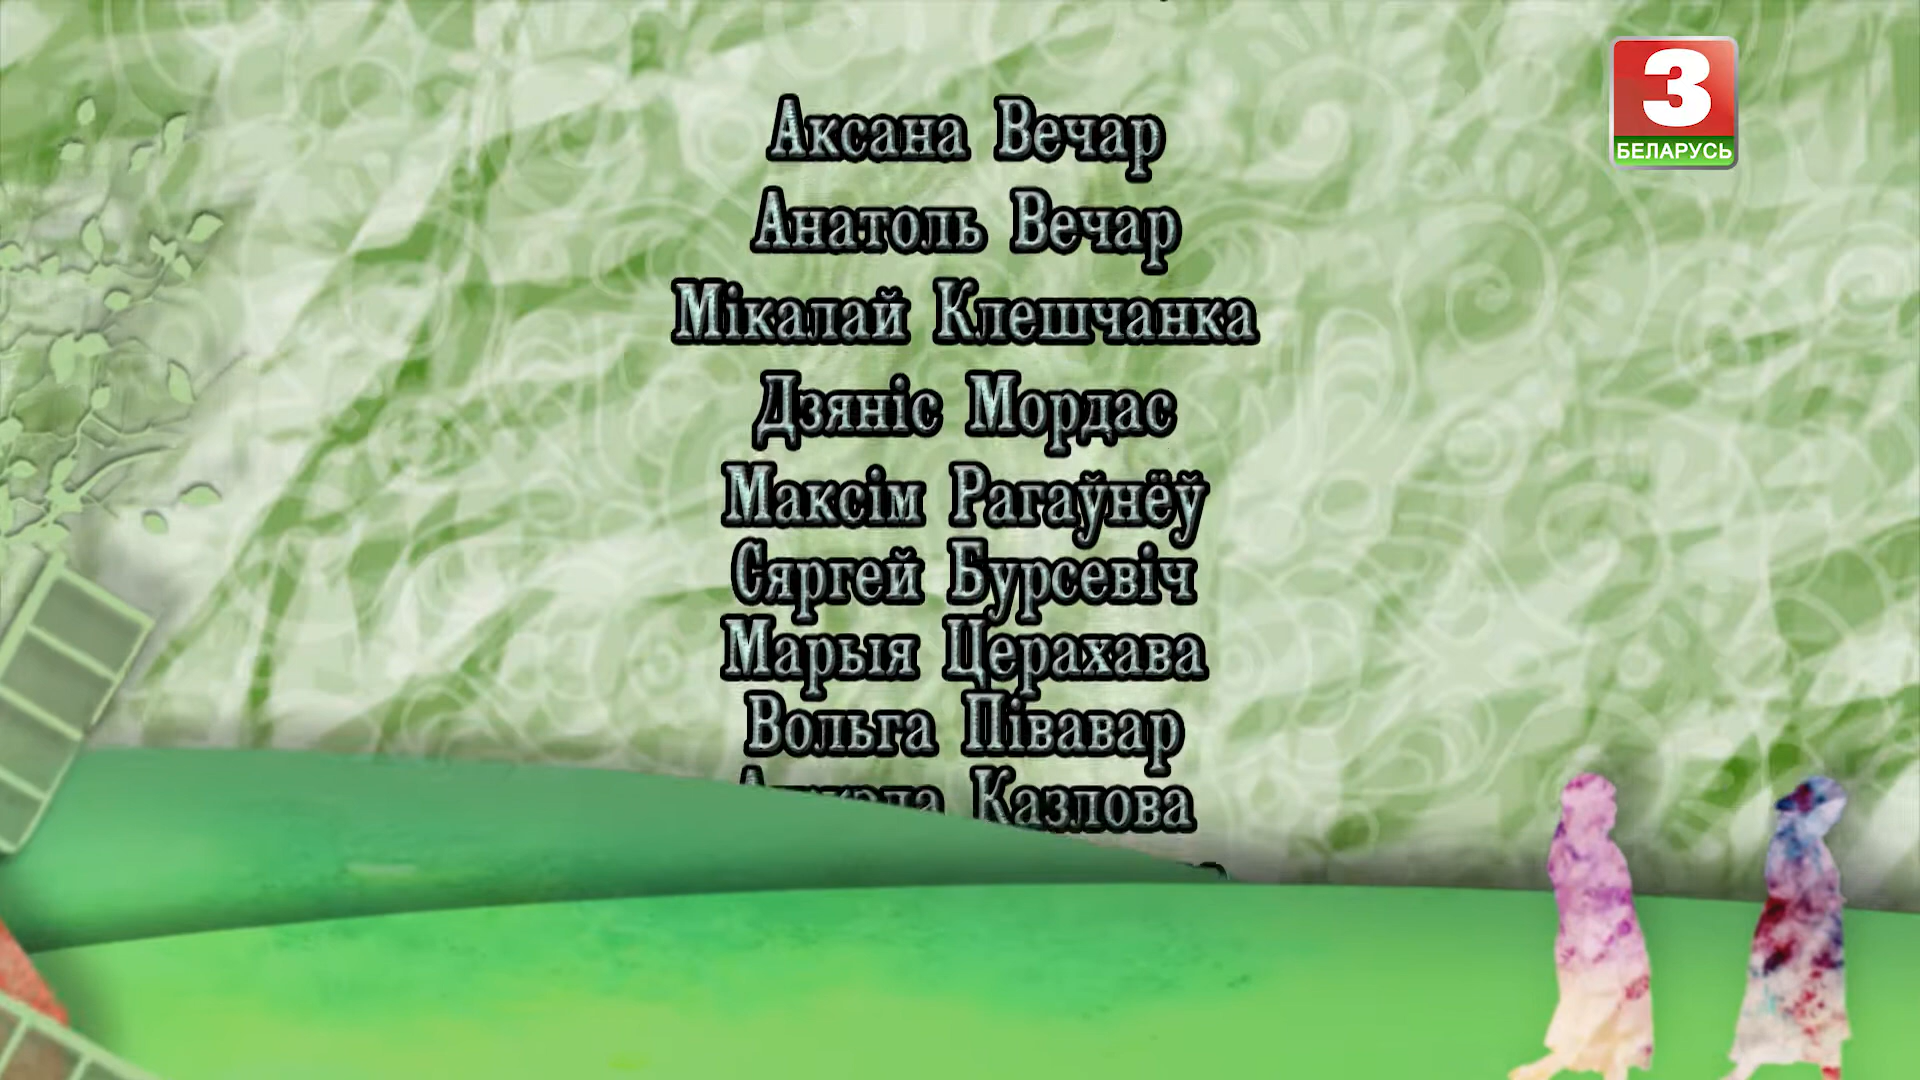 3
БЕЛАРУСЬ
Аксана Вечар
Анатоль Вечар
Мікалай Клешчанка
Дзяніс Мордас
Максім Рагаўнёў
Сяргей Бурсевіч
Марыя Церахава
Вольга Півавар
Казлова